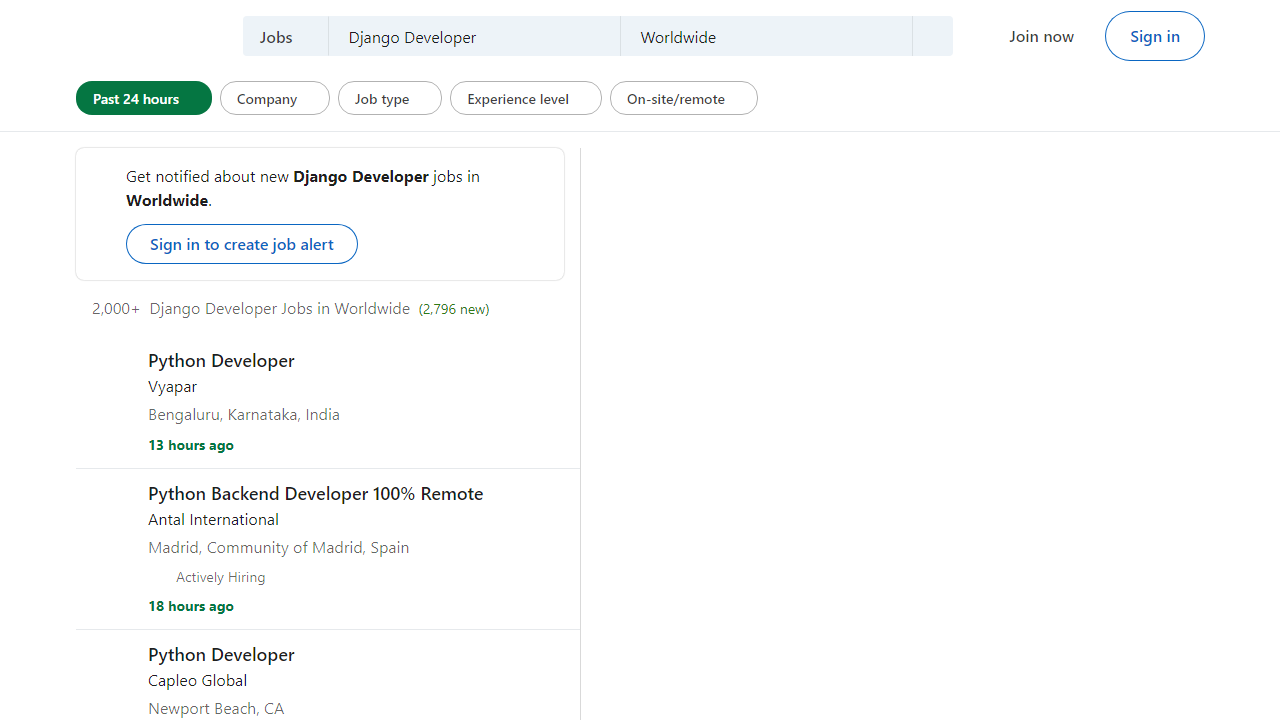 Jobs Django Developer Worldwide Join now Sign in
Past 24 hours Company Job type Experience level On-site/remote
Get notified about new Django Developer jobs in
Worldwide.
Sign in to create job alert
2,000+ Django Developer Jobs in Worldwide (2,796 new)
Python Developer
Vyapar
Bengaluru, Karnataka, India
13 hours ago
Python Backend Developer 100% Remote
Antal International
Madrid, Community of Madrid, Spain
Actively Hiring
18 hours ago
Python Developer
Capleo Global
Newport Beach, CA